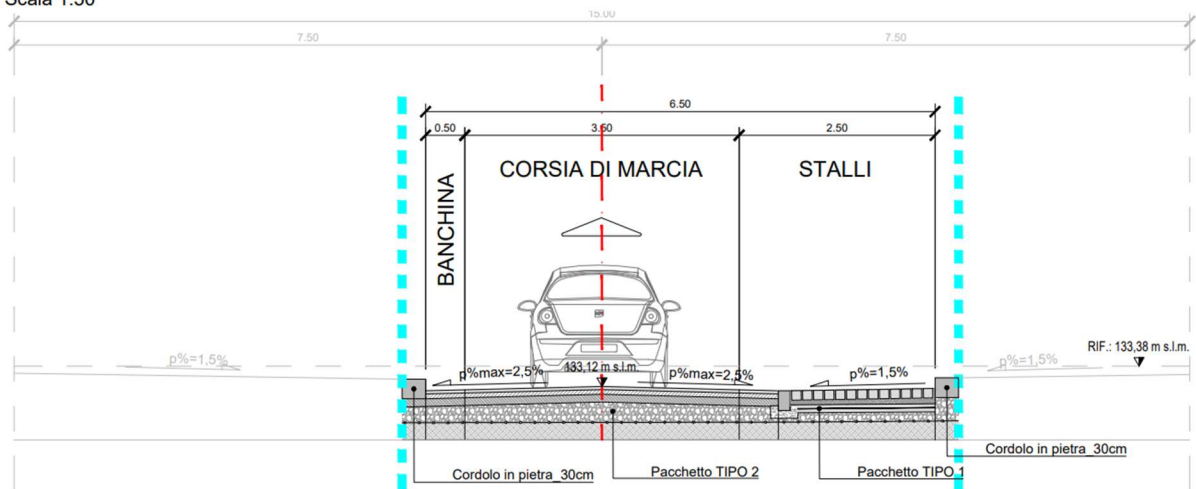 Scala 1:50
15.00
7.50 7.50
6.50
0.50 3.50 2.50
BANCHINA
CORSIA DI MARCIA
STALLI
RIF.: 133,38 m s.l.m.
p%=1,5%
p%max=2,5%
133,12 m s.l.m.
p%max=2,5%
p%=1,5%
p%=1,5%
Cordolo in pietra_30cm
Pacchetto TIPO 2
Pacchetto TIPO 1
Cordolo in pietra_30cm